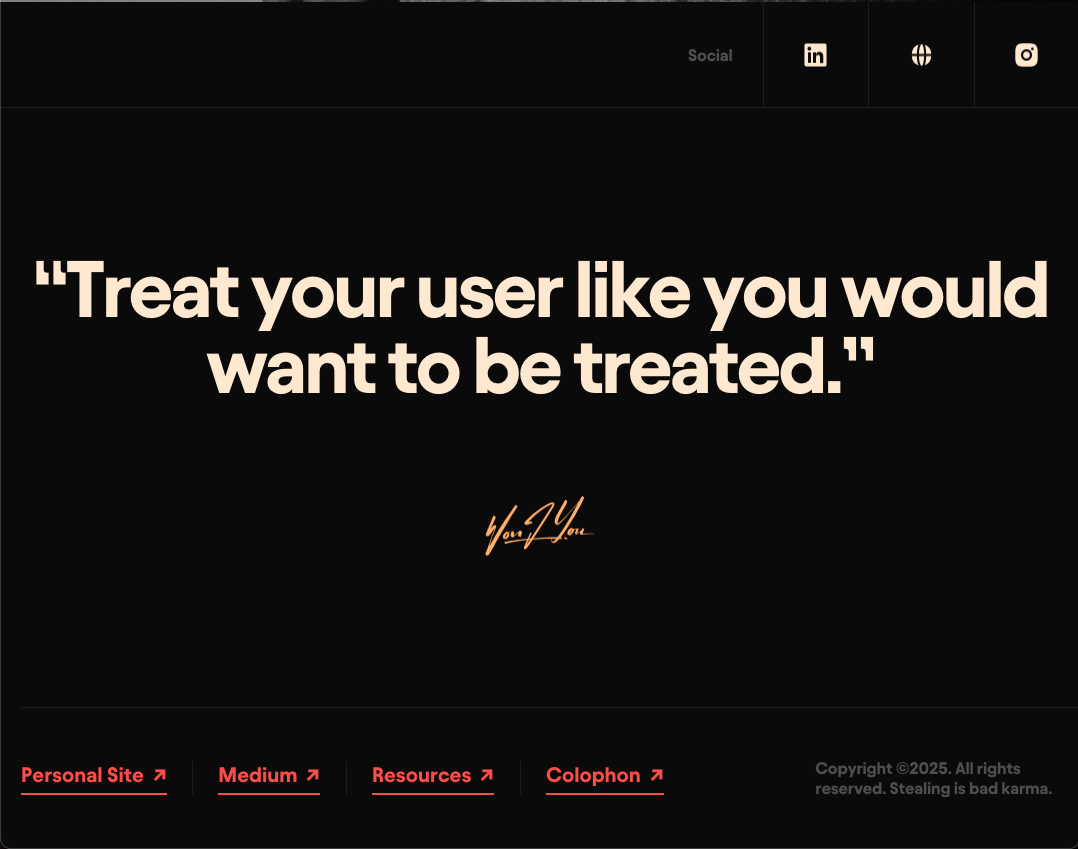 Social
in
“Treat your user like you would
want to be treated.”
Personal Site ↗
Medium ↗
Resources ↗
Colophon ↗
Copyright ©2025. All rights
reserved. Stealing is bad karma.